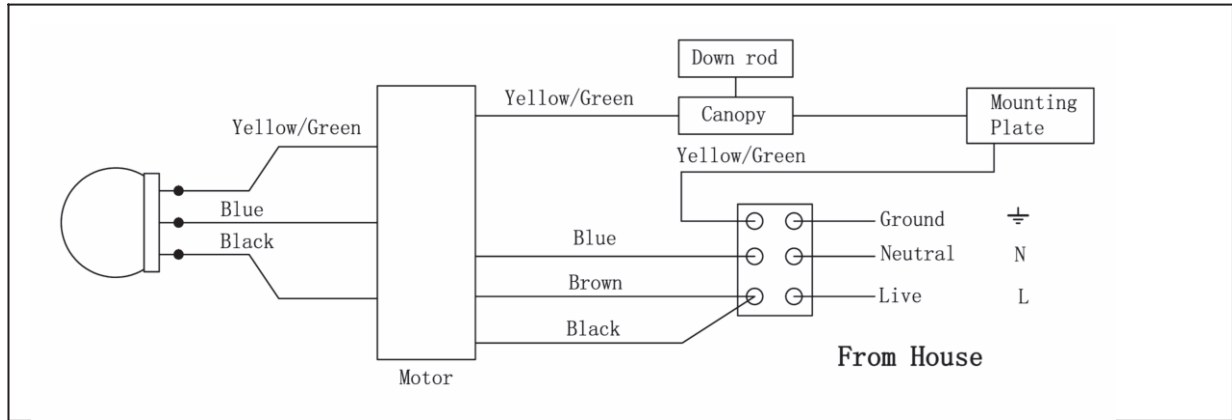 Down rod
Yellow/Green
Canopy
Mounting
Plate
Yellow/Green
Yellow/Green
Blue
Black
Blue
Brown
Black
Ground
Neutral N
Live L
Motor
From House